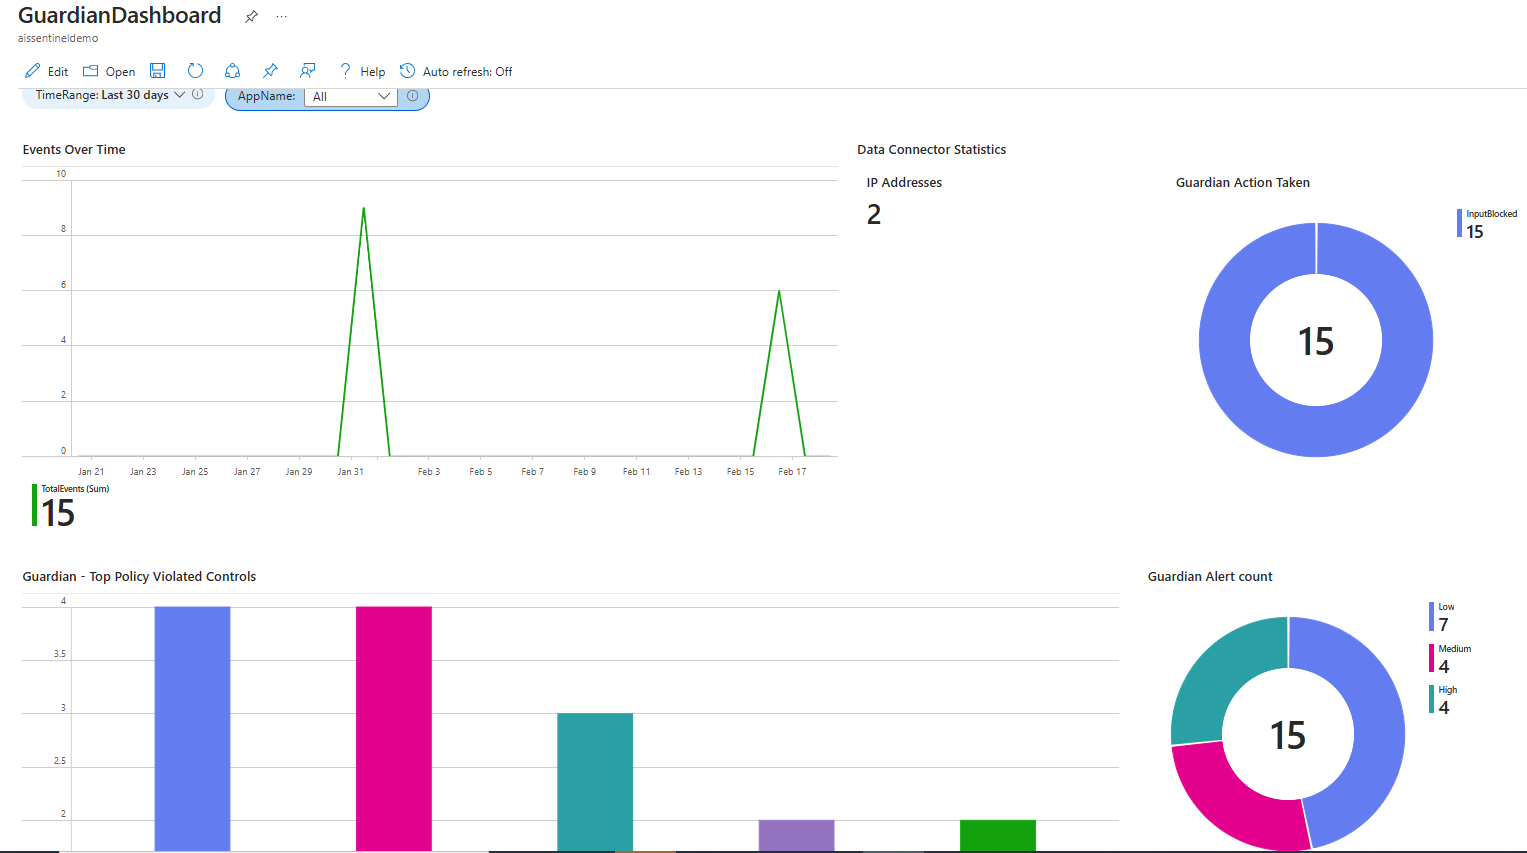 GuardianDashboard
aissentineldemo
Edit Open Help Auto refresh: Off
TimeRange: Last 30 days AppName: All
Events Over Time
10
8
6
4
2
0
Jan 21 Jan 23 Jan 25 Jan 27 Jan 29 Jan 31 Feb 3 Feb 5 Feb 7 Feb 9 Feb 11 Feb 13 Feb 15 Feb 17
TotalEvents (Sum)
15
Data Connector Statistics
IP Addresses
2
Guardian Action Taken
InputBlocked
15
15
Guardian - Top Policy Violated Controls
4
3.5
3
2.5
2
Guardian Alert count
Low
7
Medium
4
High
4
15